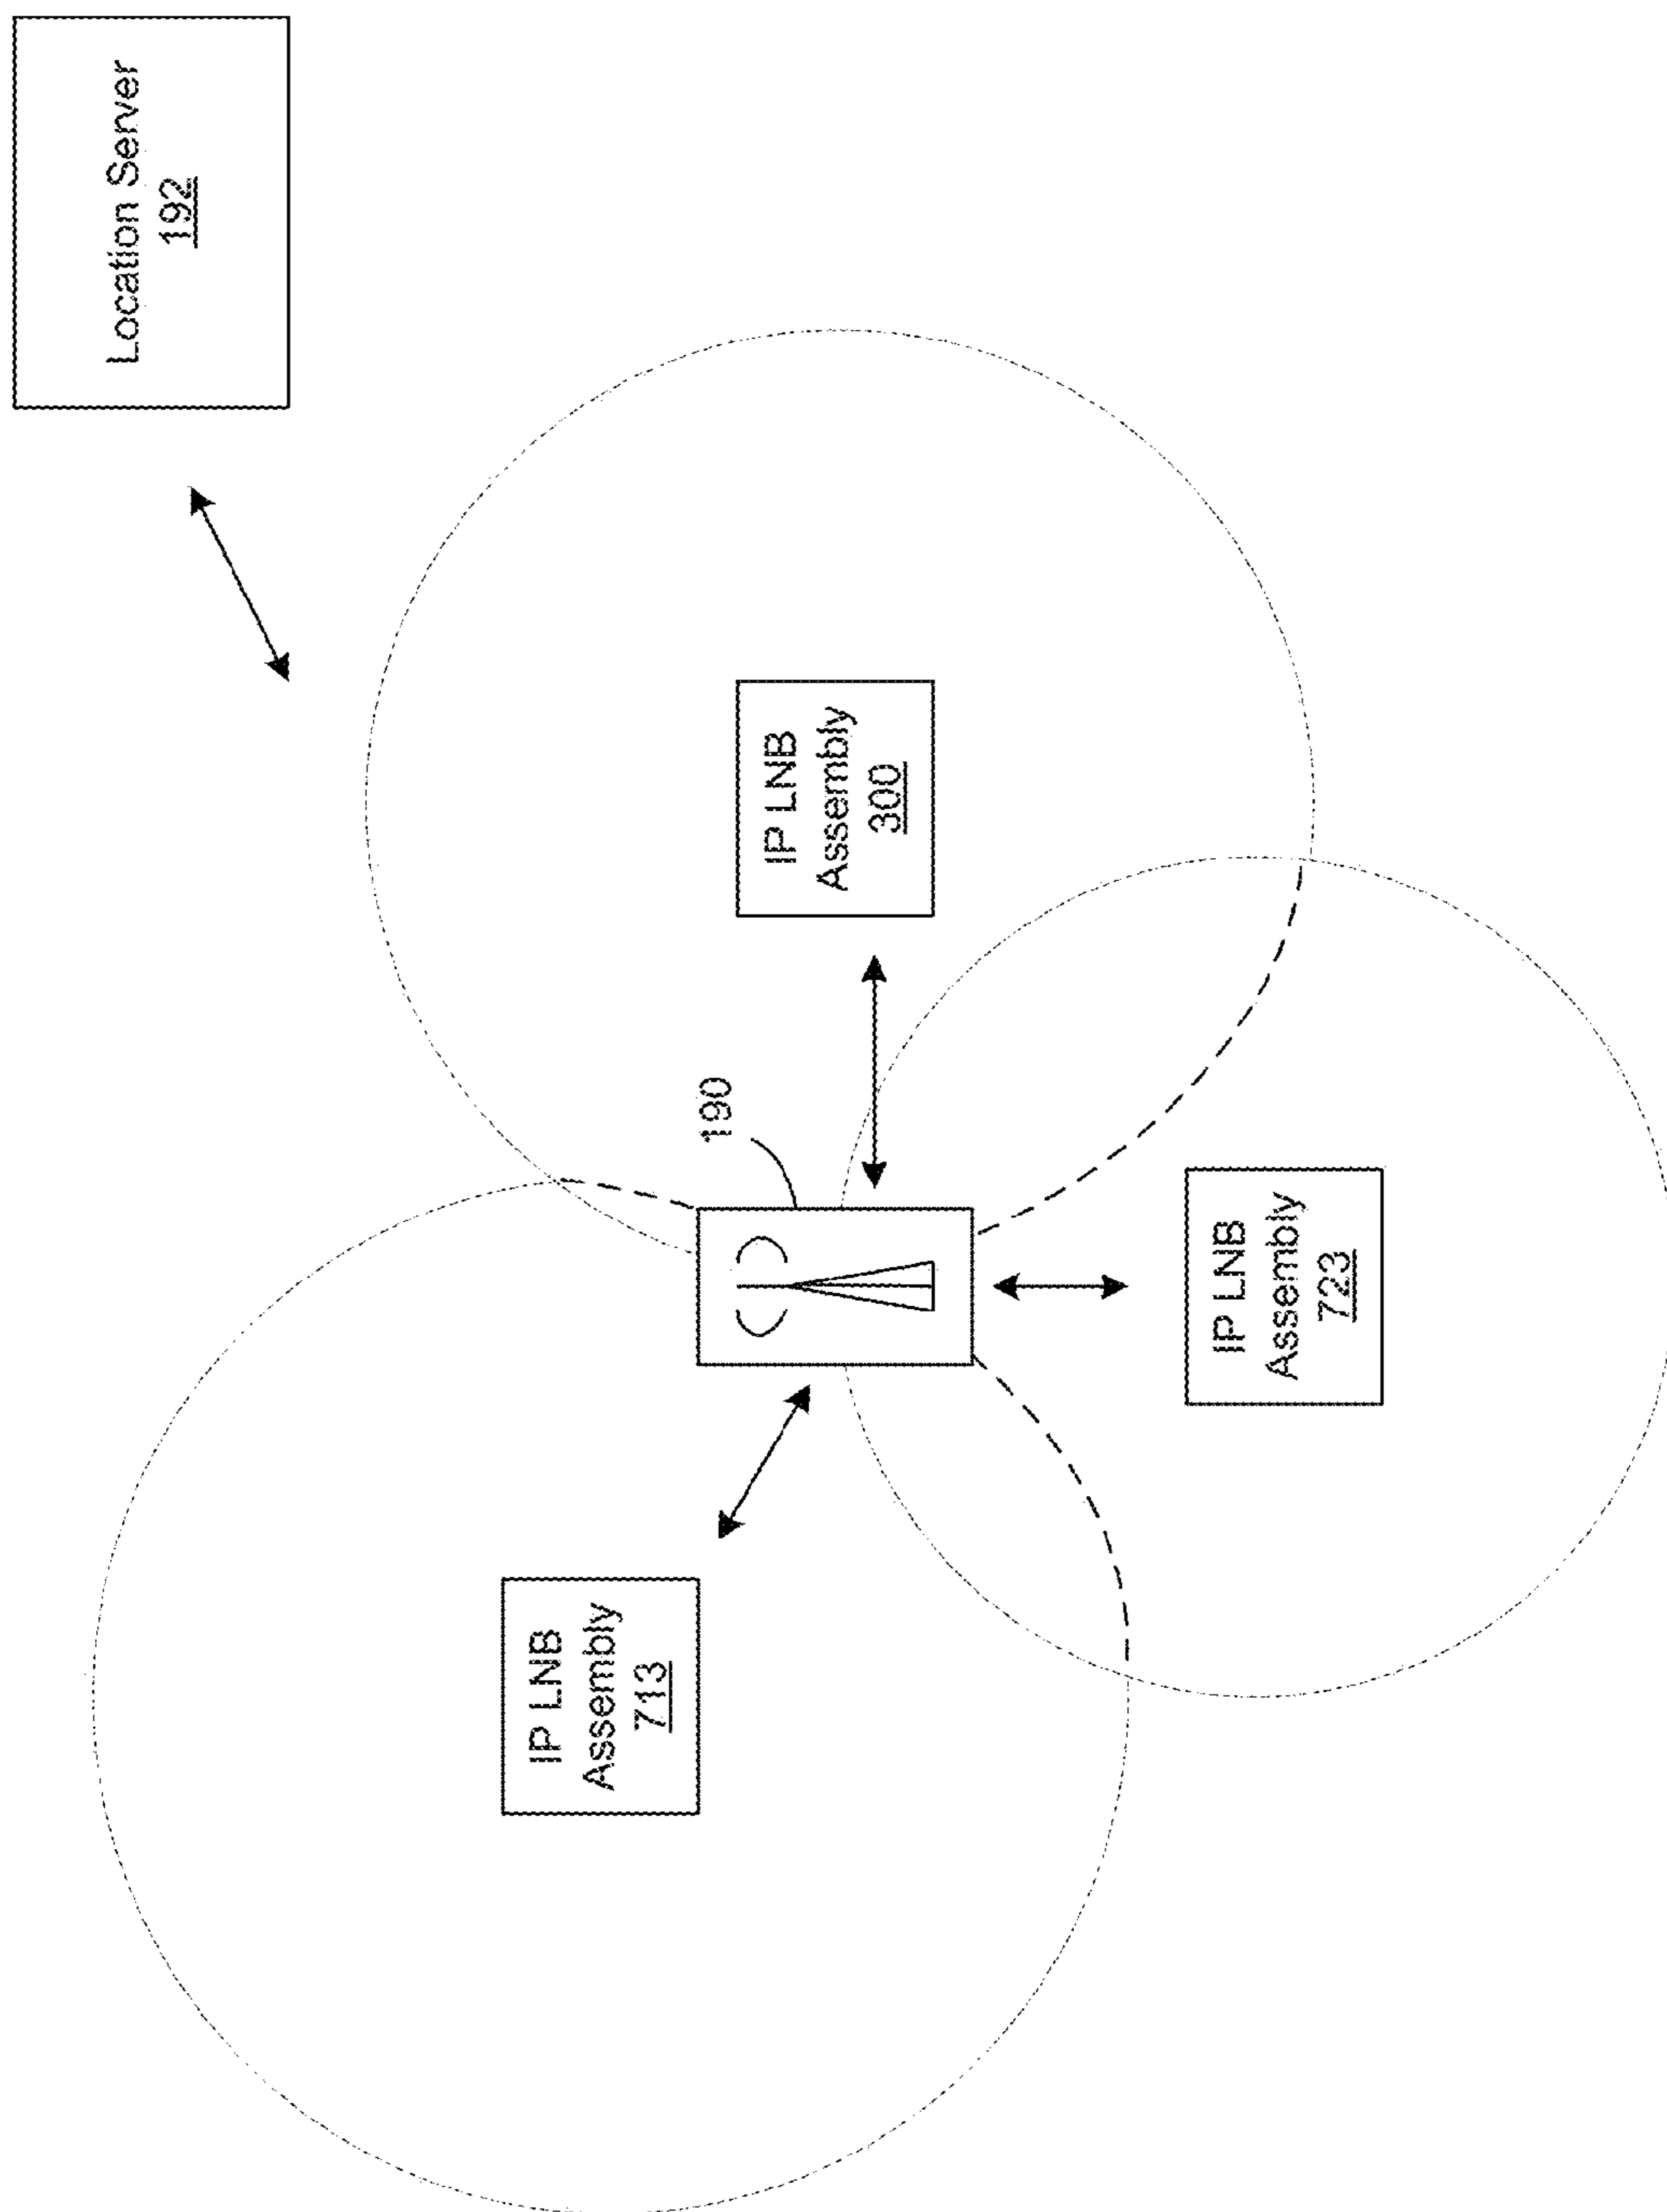 Location Server
192
IP LNB
Assembly
300
190
IP LNB
Assembly
723
IP LNB
Assembly
713